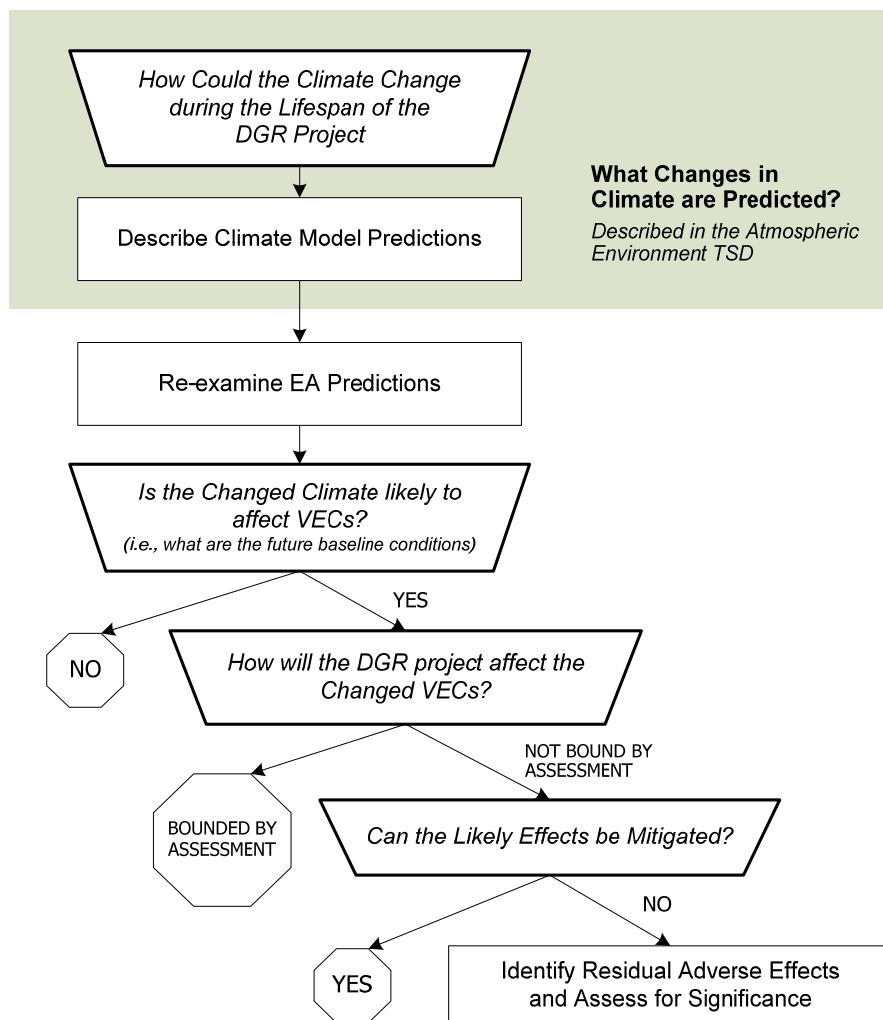 How Could the Climate Change
during the Lifespan of the
DGR Project
What Changes in
Climate are Predicted?
Described in the Atmospheric
Environment TSD
Describe Climate Model Predictions
Re-examine EA Predictions
Is the Changed Climate likely to
affect VECs?
(i.e., what are the future baseline conditions)
YES
NO
How will the DGR project affect the
Changed VECs?
NOT BOUND BY
ASSESSMENT
BOUNDED BY
ASSESSMENT
Can the Likely Effects be Mitigated?
NO
YES
Identify Residual Adverse Effects
and Assess for Significance